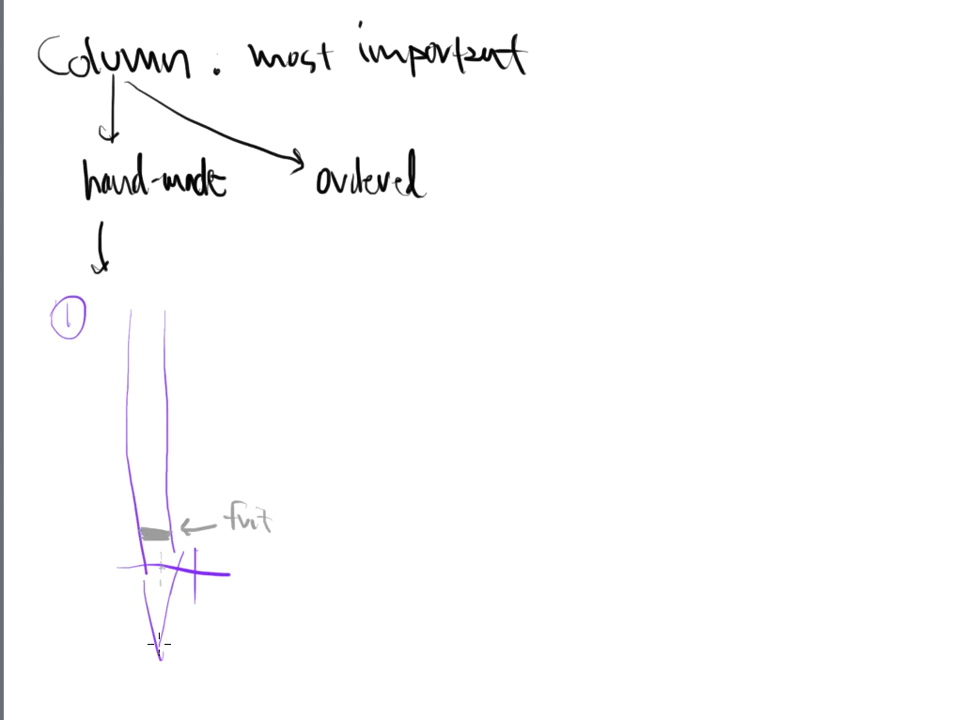 Column : most important
hand-made ordered
①
← frit